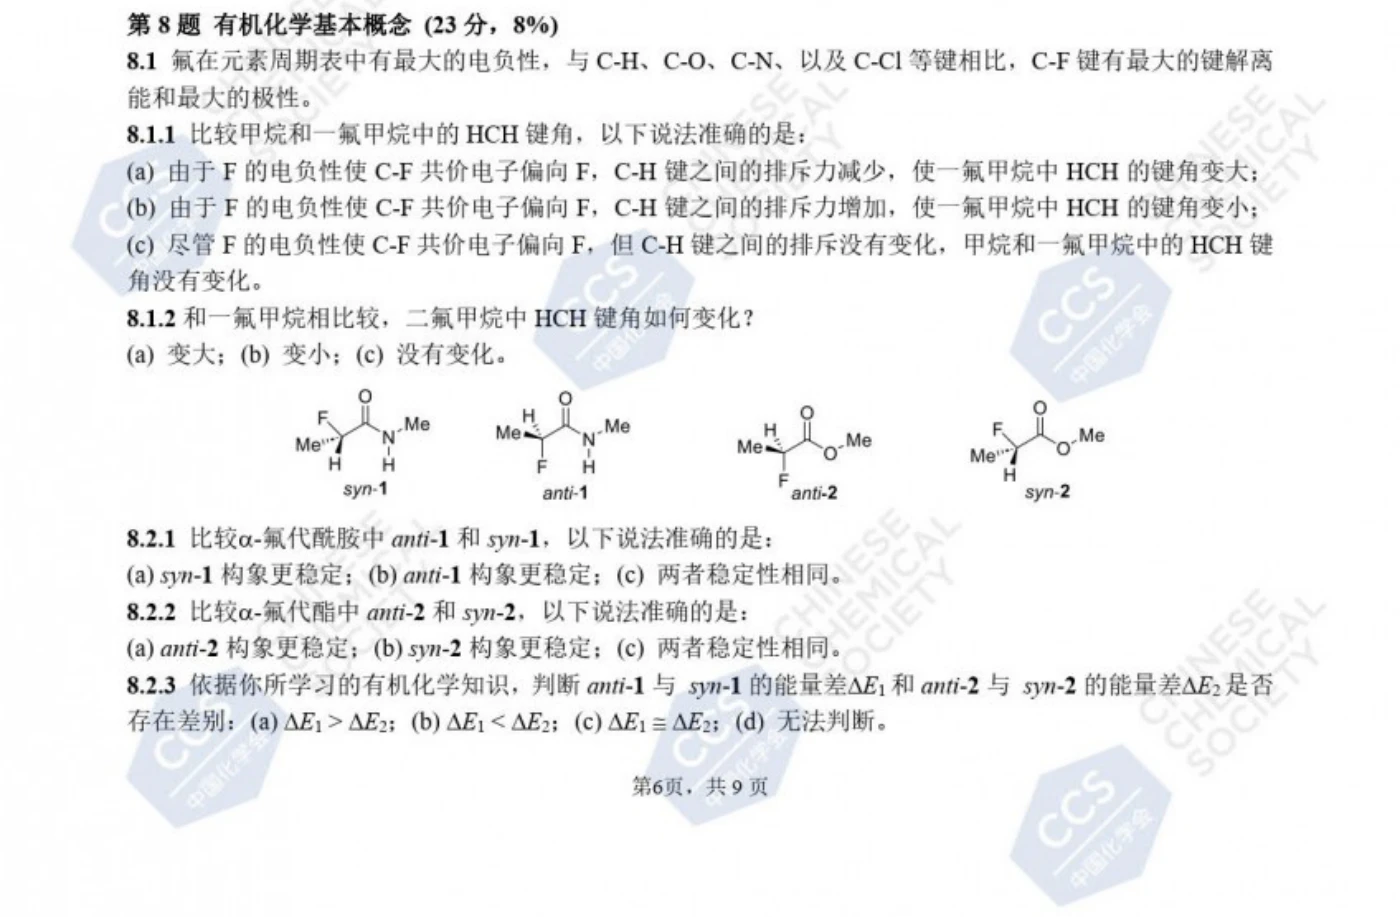 第 8 题 有机化学基本概念 (23 分，8%)
8.1 氟在元素周期表中有最大的电负性，与 C-H、C-O、C-N、以及 C-Cl 等键相比，C-F 键有最大的键解离
能和最大的极性。
8.1.1 比较甲烷和一氟甲烷中的 HCH 键角，以下说法准确的是：
(a) 由于 F 的电负性使 C-F 共价电子偏向 F，C-H 键之间的排斥力减少，使一氟甲烷中 HCH 的键角变大；
(b) 由于 F 的电负性使 C-F 共价电子偏向 F，C-H 键之间的排斥力增加，使一氟甲烷中 HCH 的键角变小；
(c) 尽管 F 的电负性使 C-F 共价电子偏向 F，但 C-H 键之间的排斥没有变化，甲烷和一氟甲烷中的 HCH 键
角没有变化。
8.1.2 和一氟甲烷相比较，二氟甲烷中 HCH 键角如何变化？
(a) 变大；(b) 变小；(c) 没有变化。
F O Me Me N H H
H O Me Me N F H
H O Me Me O F
F O Me Me O H
syn-1 anti-1 anti-2 syn-2
8.2.1 比较α-氟代酰胺中 anti-1 和 syn-1，以下说法准确的是：
(a) syn-1 构象更稳定；(b) anti-1 构象更稳定；(c) 两者稳定性相同。
8.2.2 比较α-氟代酯中 anti-2 和 syn-2，以下说法准确的是：
(a) anti-2 构象更稳定；(b) syn-2 构象更稳定；(c) 两者稳定性相同。
8.2.3 依据你所学习的有机化学知识，判断 anti-1 与 syn-1 的能量差ΔE₁ 和 anti-2 与 syn-2 的能量差ΔE₂ 是否
存在差别：(a) ΔE₁ > ΔE₂；(b) ΔE₁ < ΔE₂；(c) ΔE₁ ≅ ΔE₂；(d) 无法判断。
第6页，共 9 页
CCS
中国化学会
CHINESE
CHEMICAL
SOCIETY